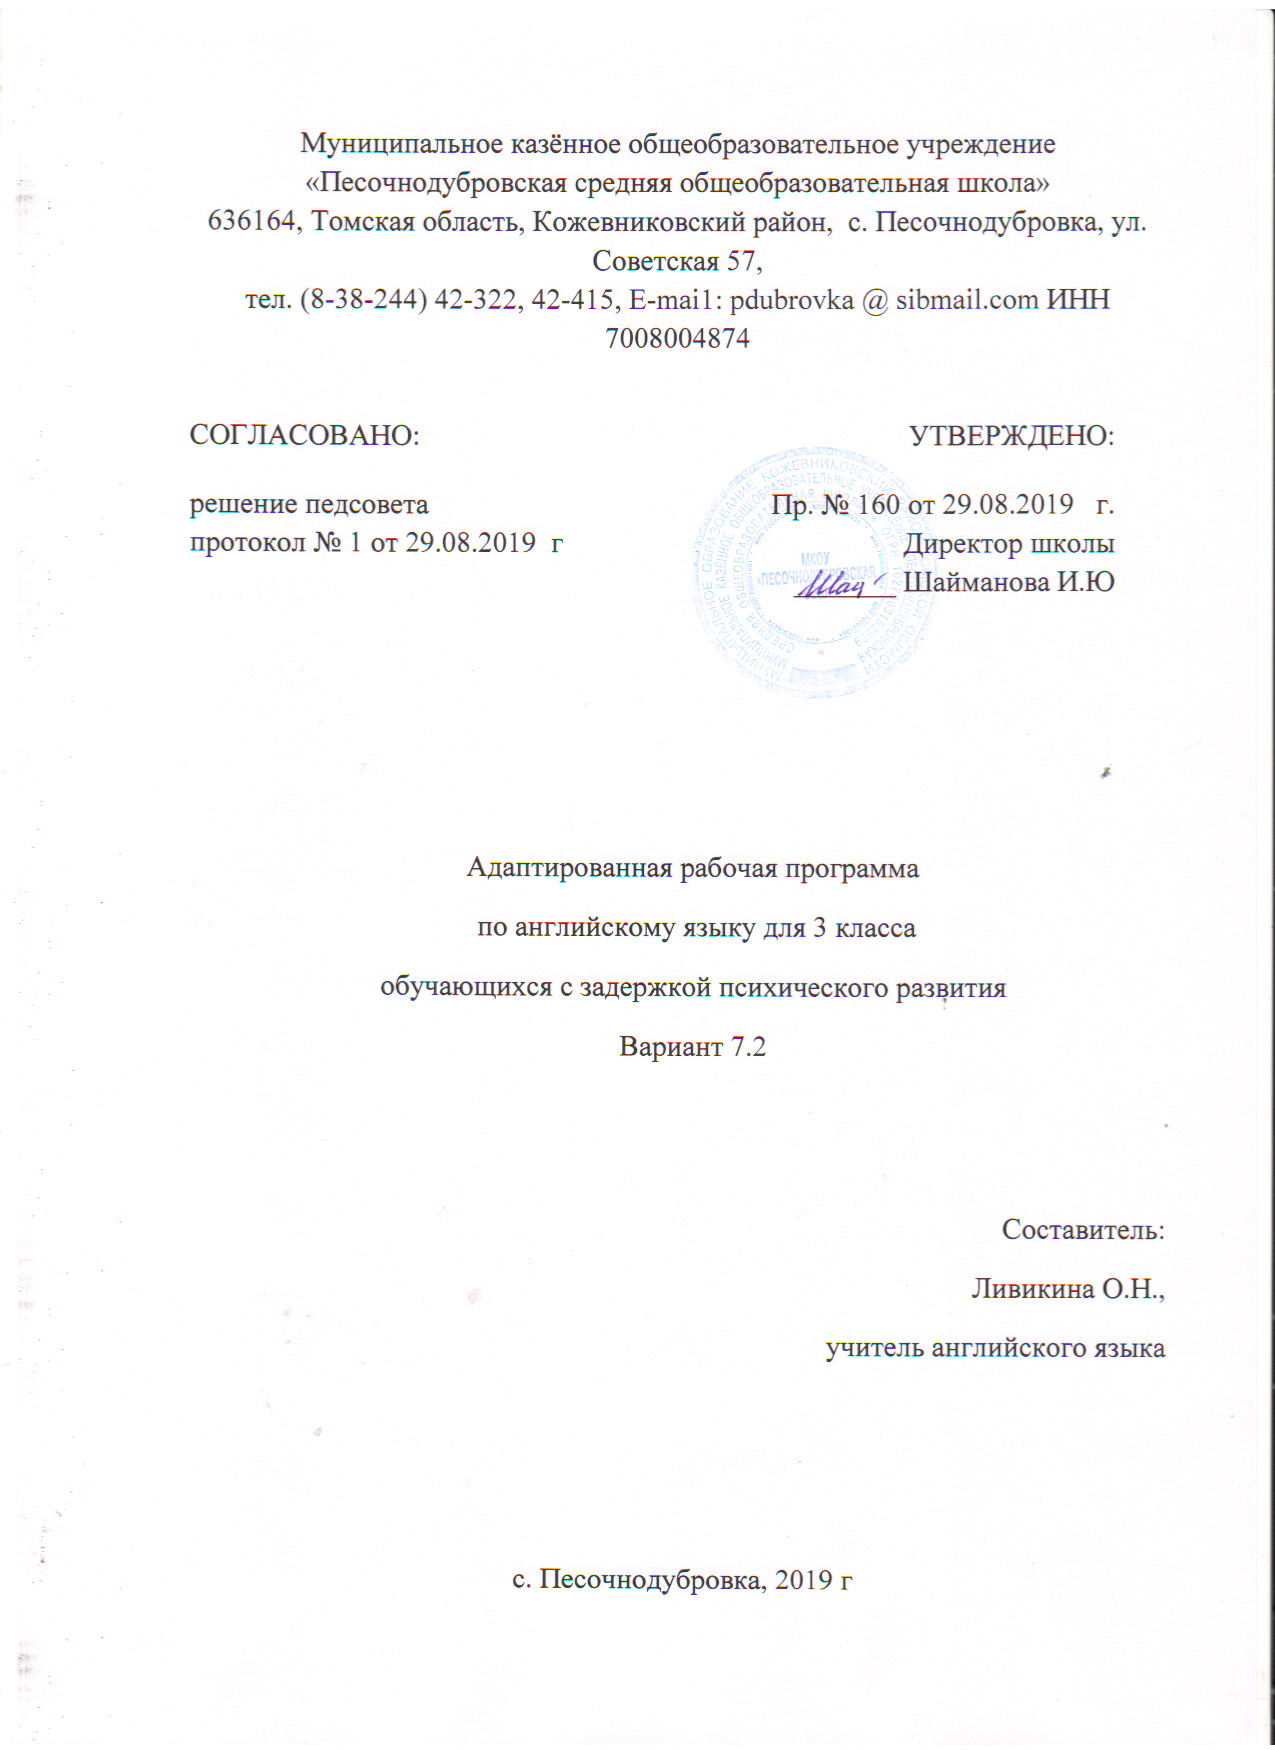 Муниципальное казённое общеобразовательное учреждение
«Песочнодубровская средняя общеобразовательная школа»
636164, Томская область, Кожевниковский район, с. Песочнодубровка, ул.
Советская 57,
тел. (8-38-244) 42-322, 42-415, E-mai1: pdubrovka @ sibmail.com ИНН
7008004874
СОГЛАСОВАНО: УТВЕРЖДЕНО:
решение педсовета Пр. № 160 от 29.08.2019 г.
протокол № 1 от 29.08.2019 г Директор школы
Шайманова И.Ю
МКОУ
«ПЕСОЧНОДУБРОВСКАЯ
Адаптированная рабочая программа
по английскому языку для 3 класса
обучающихся с задержкой психического развития
Вариант 7.2
Составитель:
Ливикина О.Н.,
учитель английского языка
с. Песочнодубровка, 2019 г